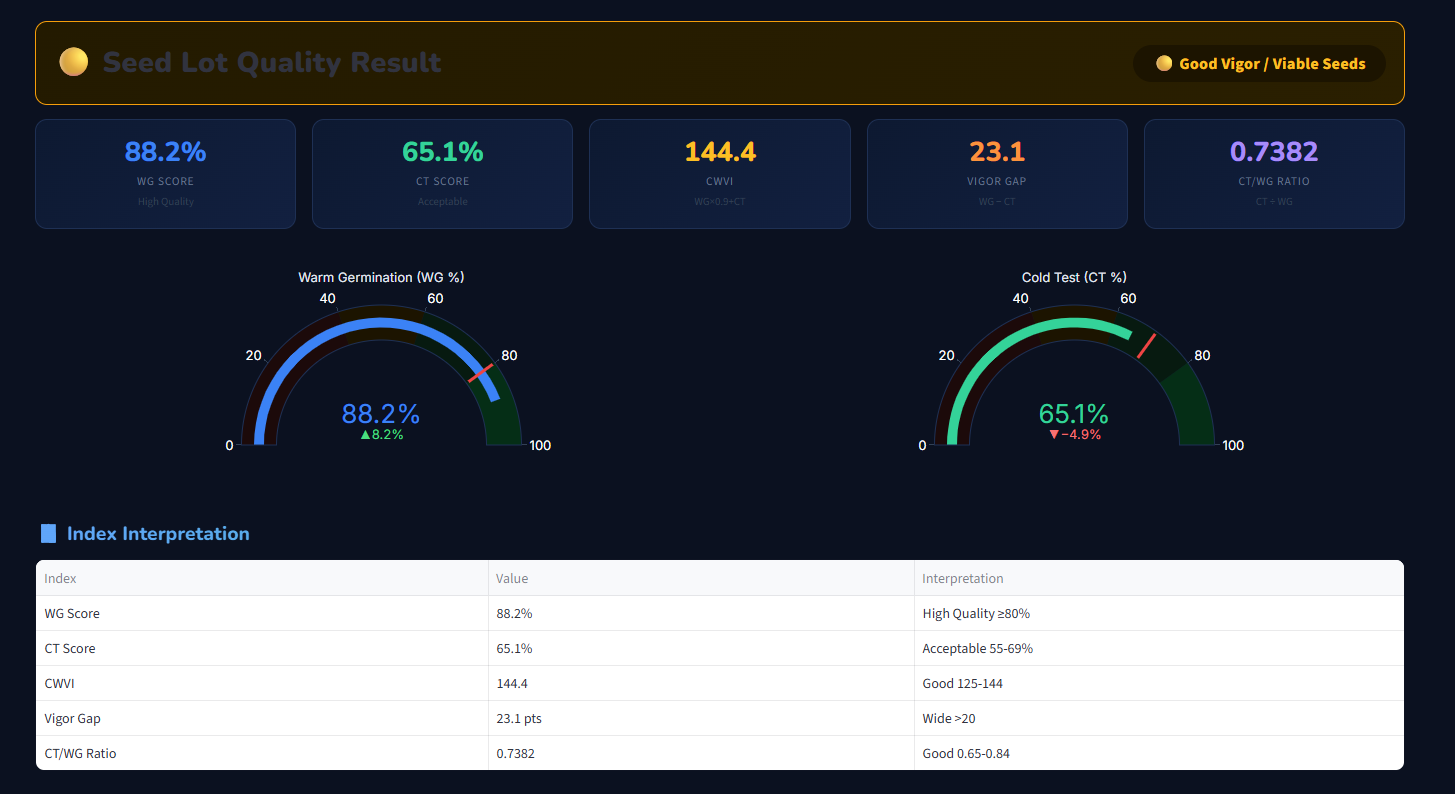 Seed Lot Quality Result
Good Vigor / Viable Seeds
88.2%
WG SCORE
High Quality
65.1%
CT SCORE
Acceptable
144.4
CWVI
WG×0.9+CT
23.1
VIGOR GAP
WG − CT
0.7382
CT/WG RATIO
CT ÷ WG
Warm Germination (WG %)
0
20
40
60
80
100
88.2%
▲8.2%
Cold Test (CT %)
0
20
40
60
80
100
65.1%
▼−4.9%
Index Interpretation
Index Value Interpretation
WG Score 88.2% High Quality ≥80%
CT Score 65.1% Acceptable 55-69%
CWVI 144.4 Good 125-144
Vigor Gap 23.1 pts Wide >20
CT/WG Ratio 0.7382 Good 0.65-0.84